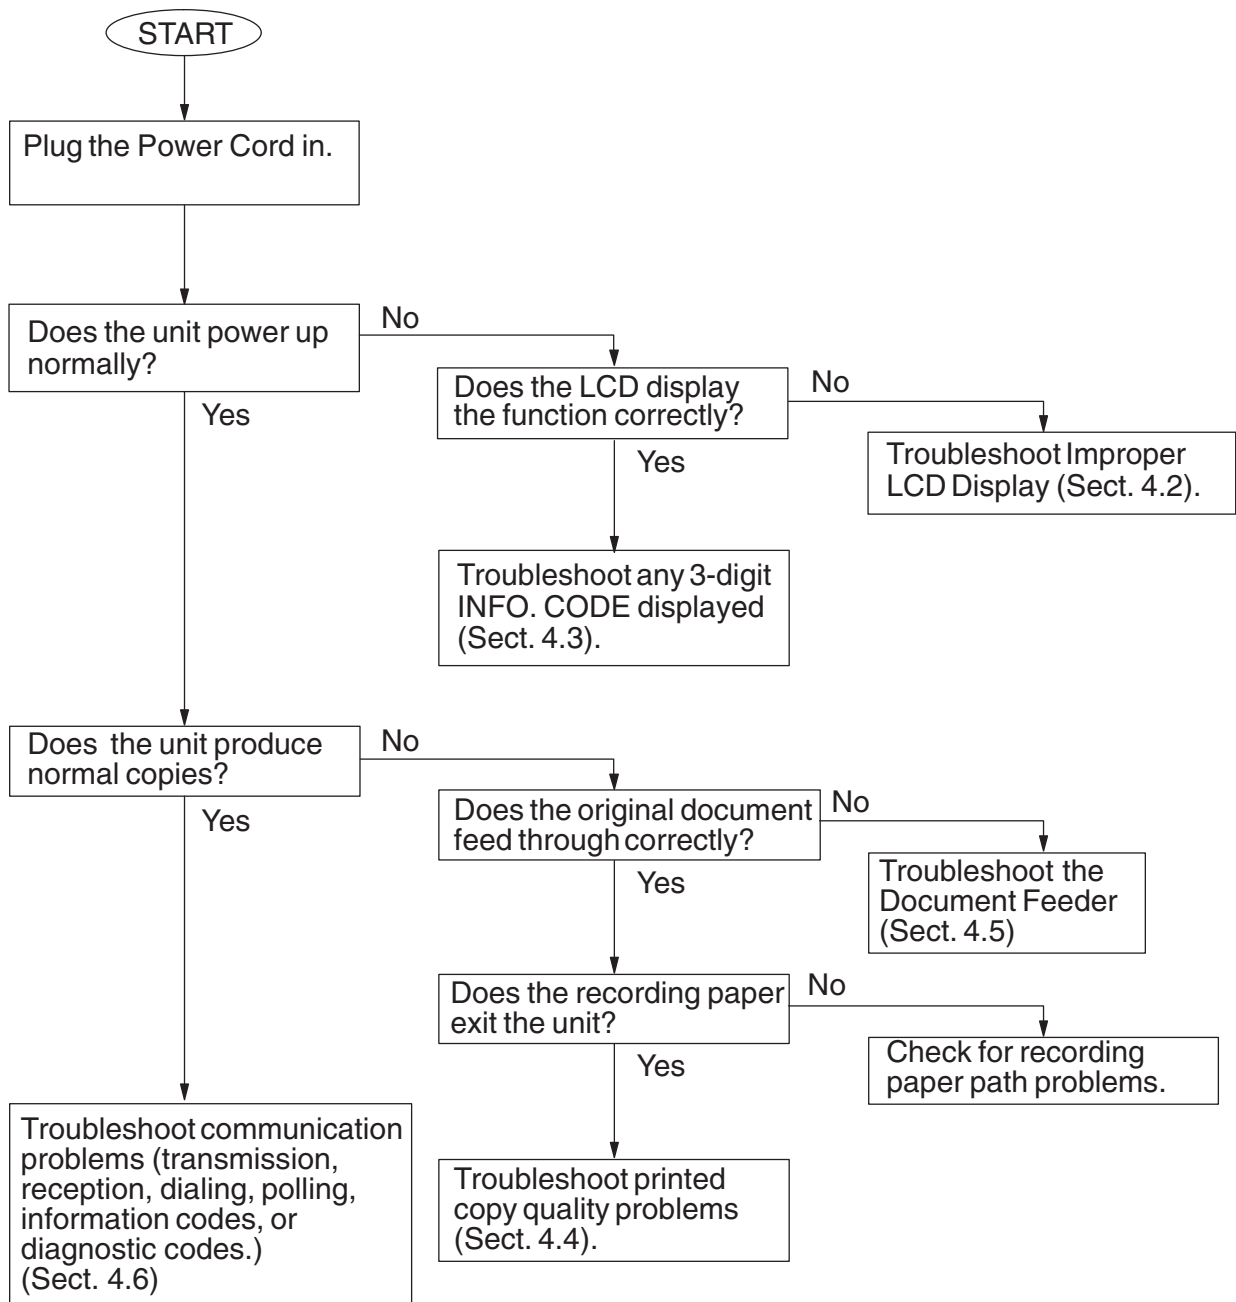 START
Plug the Power Cord in.
Does the unit power up
normally?
No
Yes
Does the LCD display
the function correctly?
No
Yes
Troubleshoot Improper
LCD Display (Sect. 4.2).
Troubleshoot any 3-digit
INFO. CODE displayed
(Sect. 4.3).
Does the unit produce
normal copies?
No
Yes
Does the original document
feed through correctly?
No
Yes
Troubleshoot the
Document Feeder
(Sect. 4.5)
Does the recording paper
exit the unit?
No
Yes
Check for recording
paper path problems.
Troubleshoot communication
problems (transmission,
reception, dialing, polling,
information codes, or
diagnostic codes.)
(Sect. 4.6)
Troubleshoot printed
copy quality problems
(Sect. 4.4).